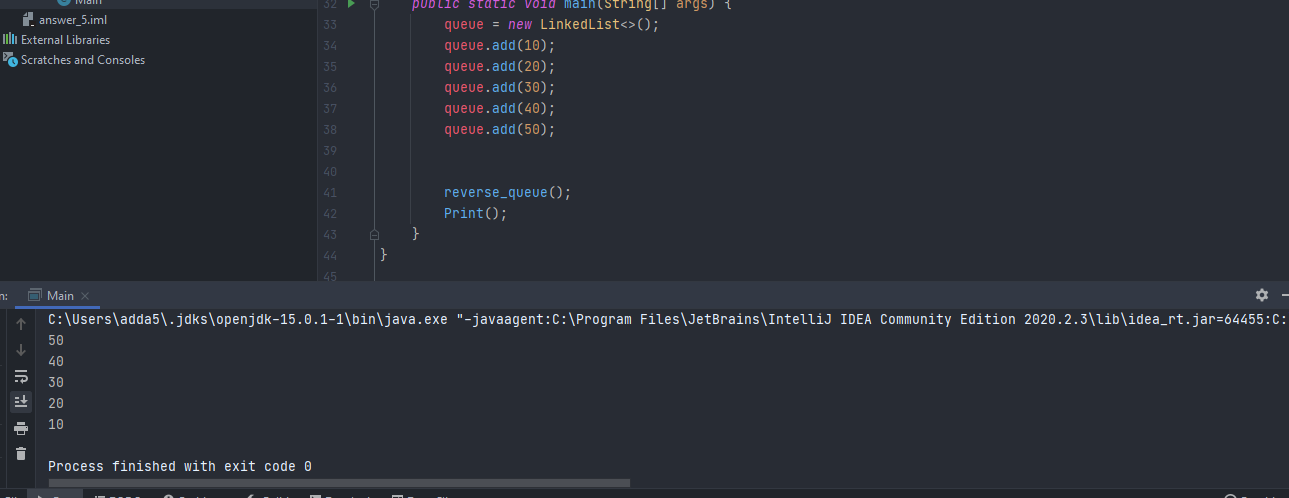 Main
answer_5.iml
External Libraries
Scratches and Consoles
32 public static void main(String[] args) {
33 queue = new LinkedList<>();
34 queue.add(10);
35 queue.add(20);
36 queue.add(30);
37 queue.add(40);
38 queue.add(50);
39
40
41 reverse_queue();
42 Print();
43 }
44 }
45
Main
C:\Users\adda5\.jdks\openjdk-15.0.1-1\bin\java.exe "-javaagent:C:\Program Files\JetBrains\IntelliJ IDEA Community Edition 2020.2.3\lib\idea_rt.jar=64455:C:
50
40
30
20
10
Process finished with exit code 0